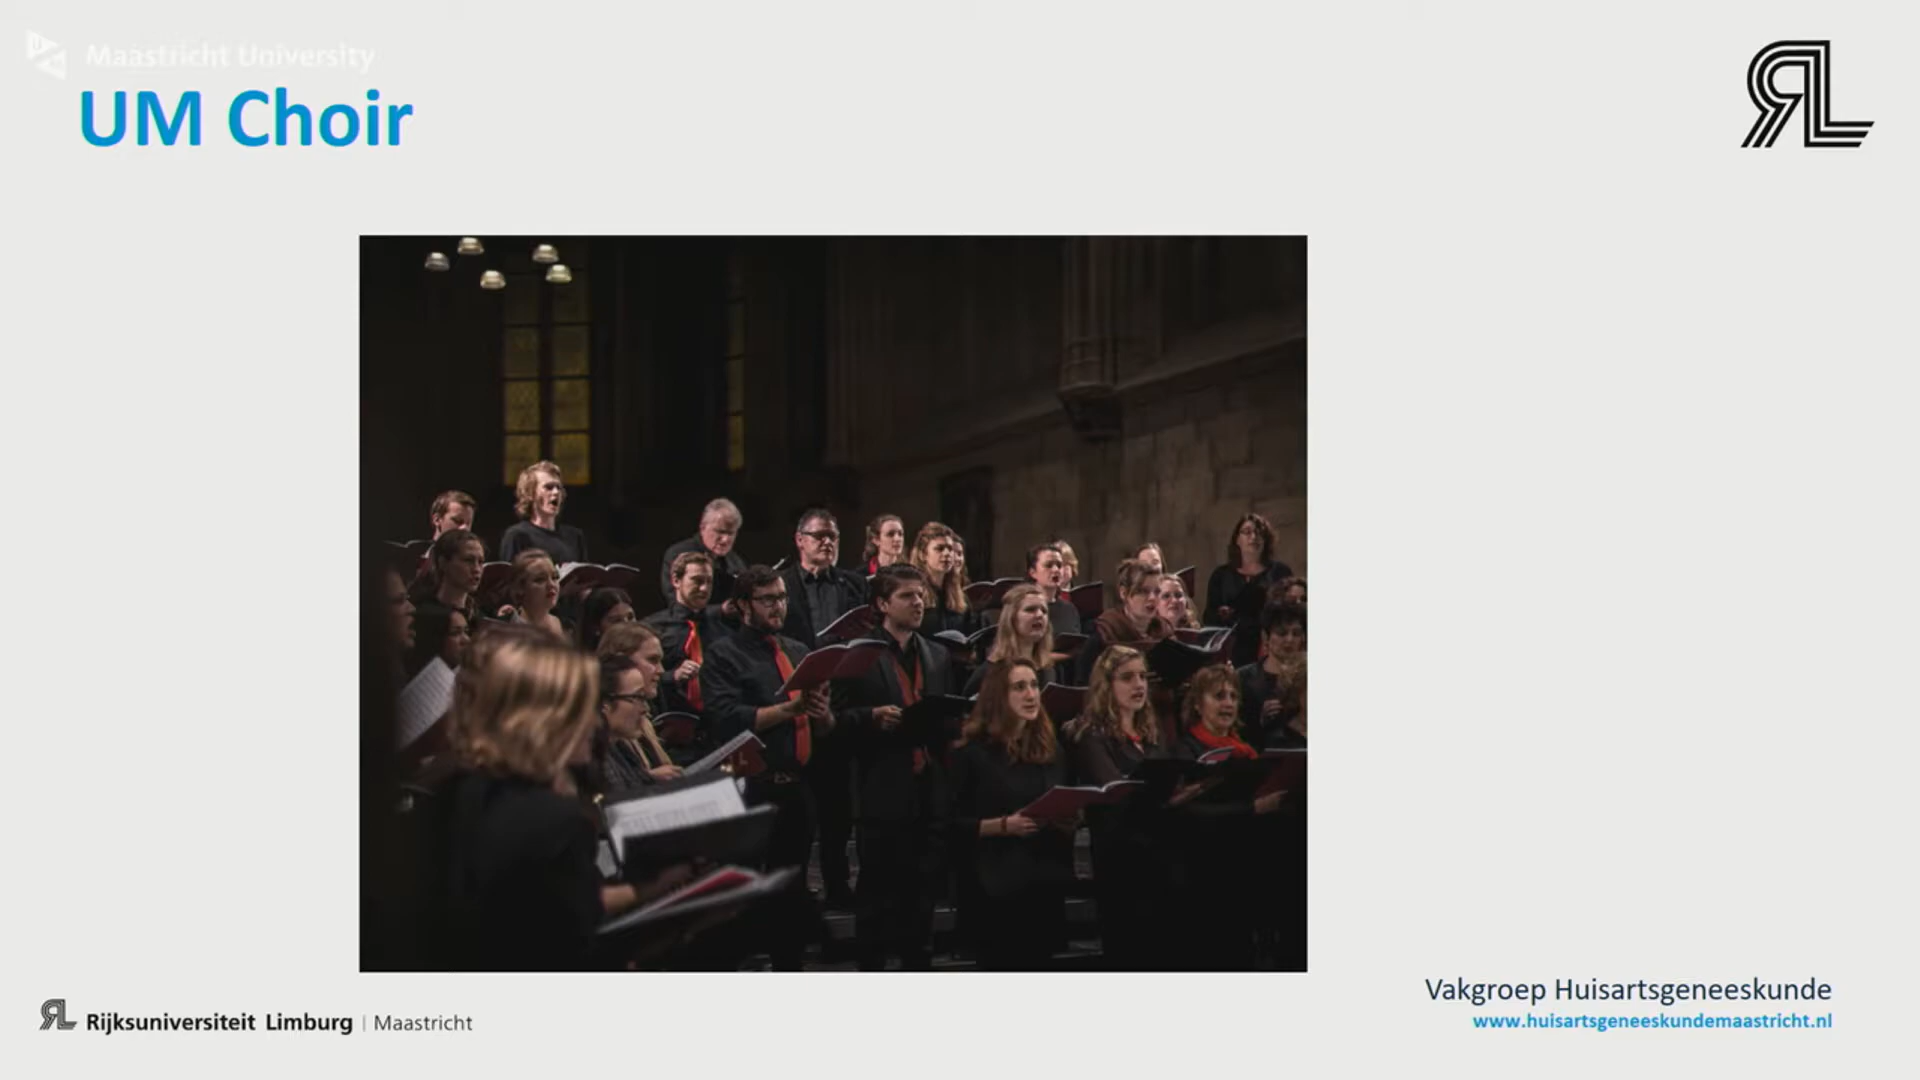 Maastricht University
UM Choir
Rijksuniversiteit Limburg | Maastricht
Vakgroep Huisartsgeneeskunde
www.huisartsgeneeskundemaastricht.nl